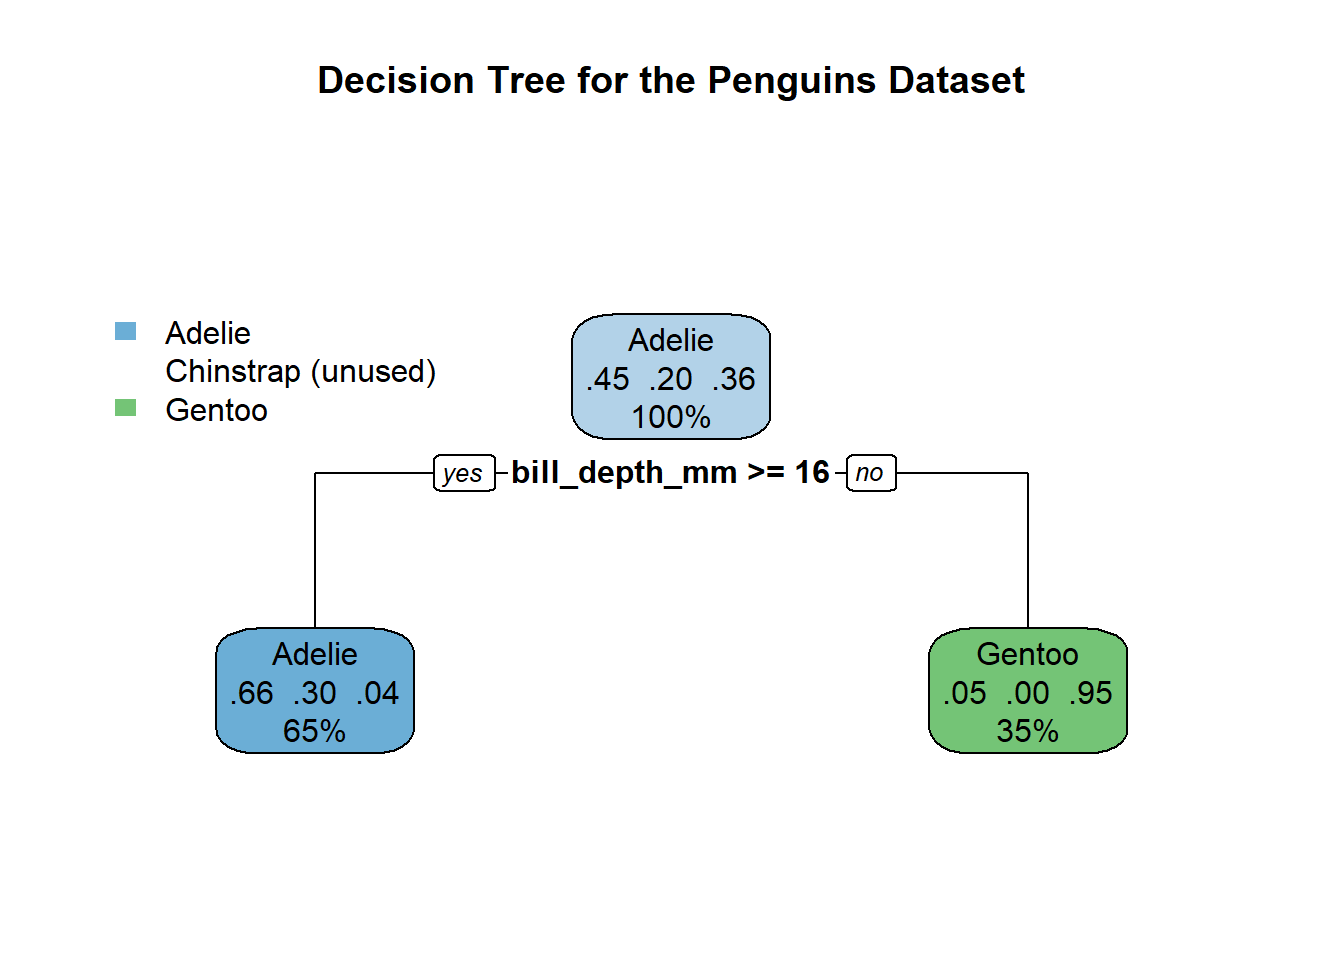 Decision Tree for the Penguins Dataset
Adelie
Chinstrap (unused)
Gentoo
Adelie
.45 .20 .36
100%
yes bill_depth_mm >= 16 no
Adelie
.66 .30 .04
65%
Gentoo
.05 .00 .95
35%